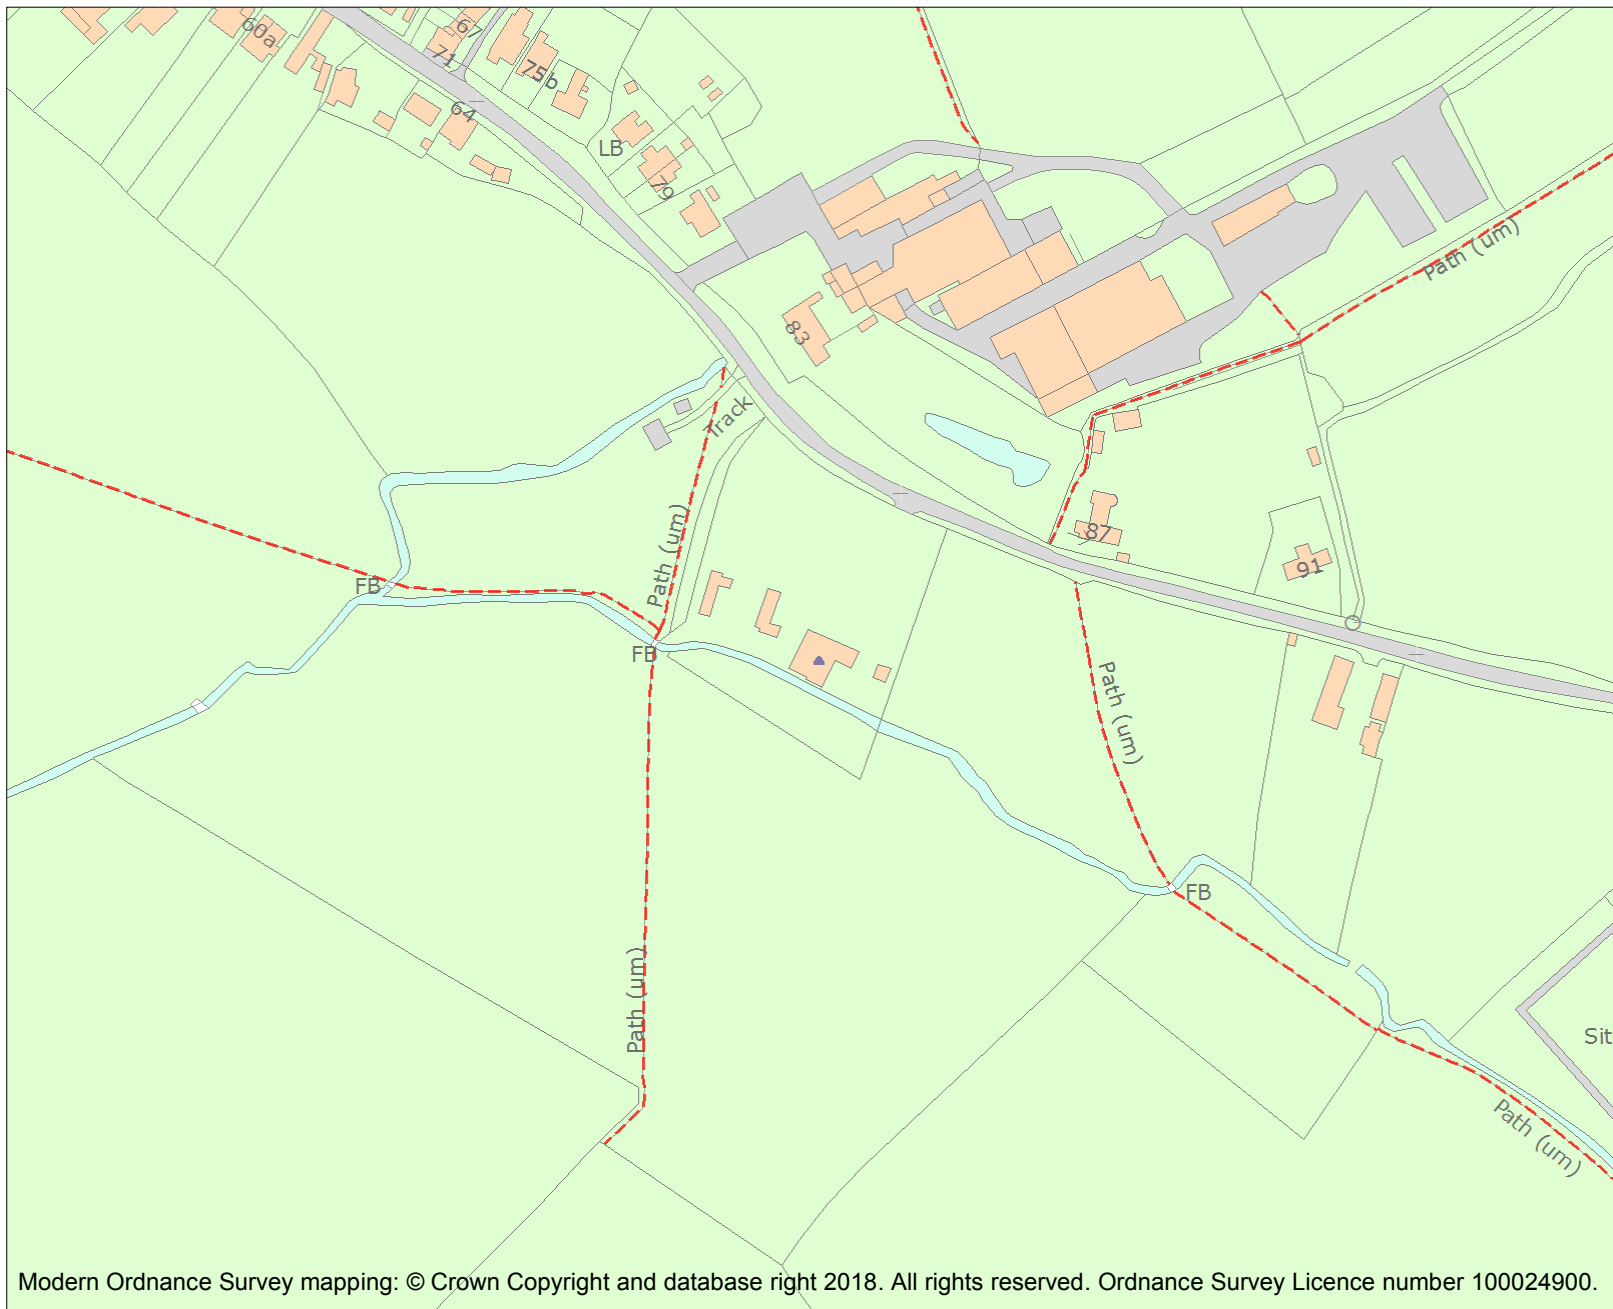 60a
67
71
75b
64
LB
79
Path (um)
83
Track
Path (um)
87
FB
91
FB
Path (um)
FB
Path (um)
Sit
Path (um)
Modern Ordnance Survey mapping: © Crown Copyright and database right 2018. All rights reserved. Ordnance Survey Licence number 100024900.